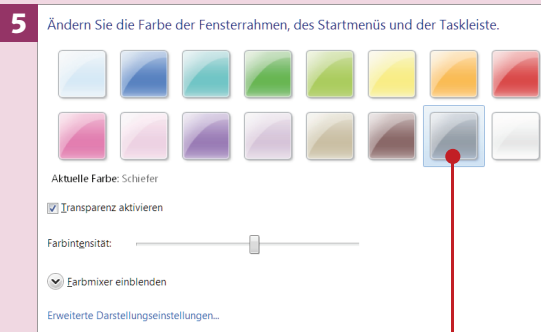 5
Ändern Sie die Farbe der Fensterrahmen, des Startmenüs und der Taskleiste.
Aktuelle Farbe: Schiefer
Transparenz aktivieren
Farbintensität:
Farbmixer einblenden
Erweiterte Darstellungseinstellungen...